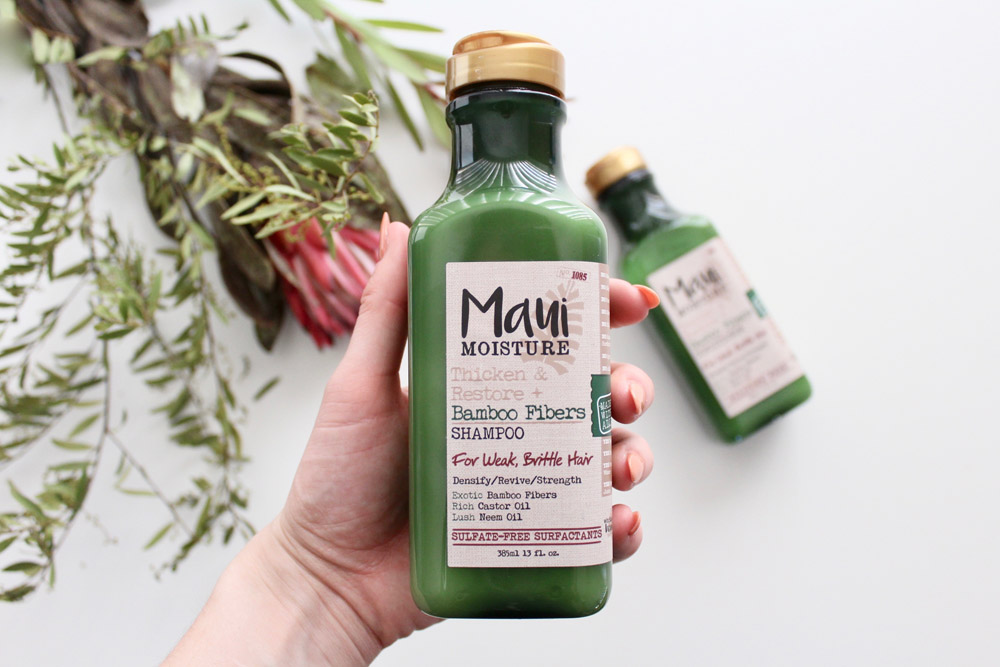 1085
Maui
MOISTURE
Thicken &
Restore +
Bamboo Fibers
SHAMPOO
For Weak, Brittle Hair
Densify/Revive/Strength
Exotic Bamboo Fibers
Rich Castor Oil
Lush Neem Oil
SULFATE-FREE SURFACTANTS
385ml 13 fl. oz.
Maui